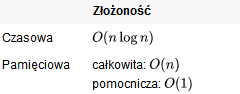 Złożoność
Czasowa O(n log n)
Pamięciowa całkowita: O(n)
pomocnicza: O(1)